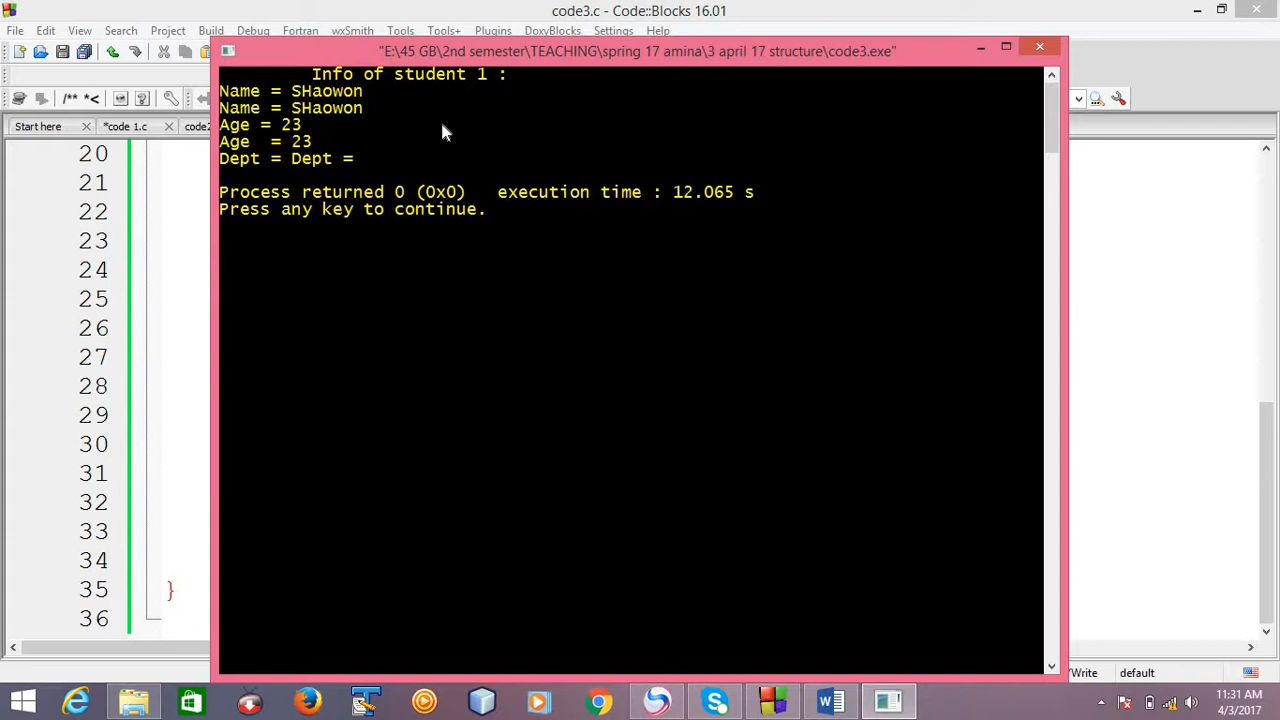 code3.c - Code::Blocks 16.01
File Edit View Search Project Build Debug Fortran wxSmith Tools Tools+ Plugins DoxyBlocks Settings Help
"E:\45 GB\2nd semester\TEACHING\spring 17 amina\3 april 17 structure\code3.exe"
/** *<
Start here *code 1.c code2
Info of student 1 :
Name = SHaowon
Name = SHaowon
Age = 23
Age  = 23
Dept = Dept =
Process returned 0 (0x0)   execution time : 12.065 s
Press any key to continue.
20
21
22
23
24
25
26
27
28
29
30
31
32
33
34
35 }
36
/Write default
11:31 AM
4/3/2017